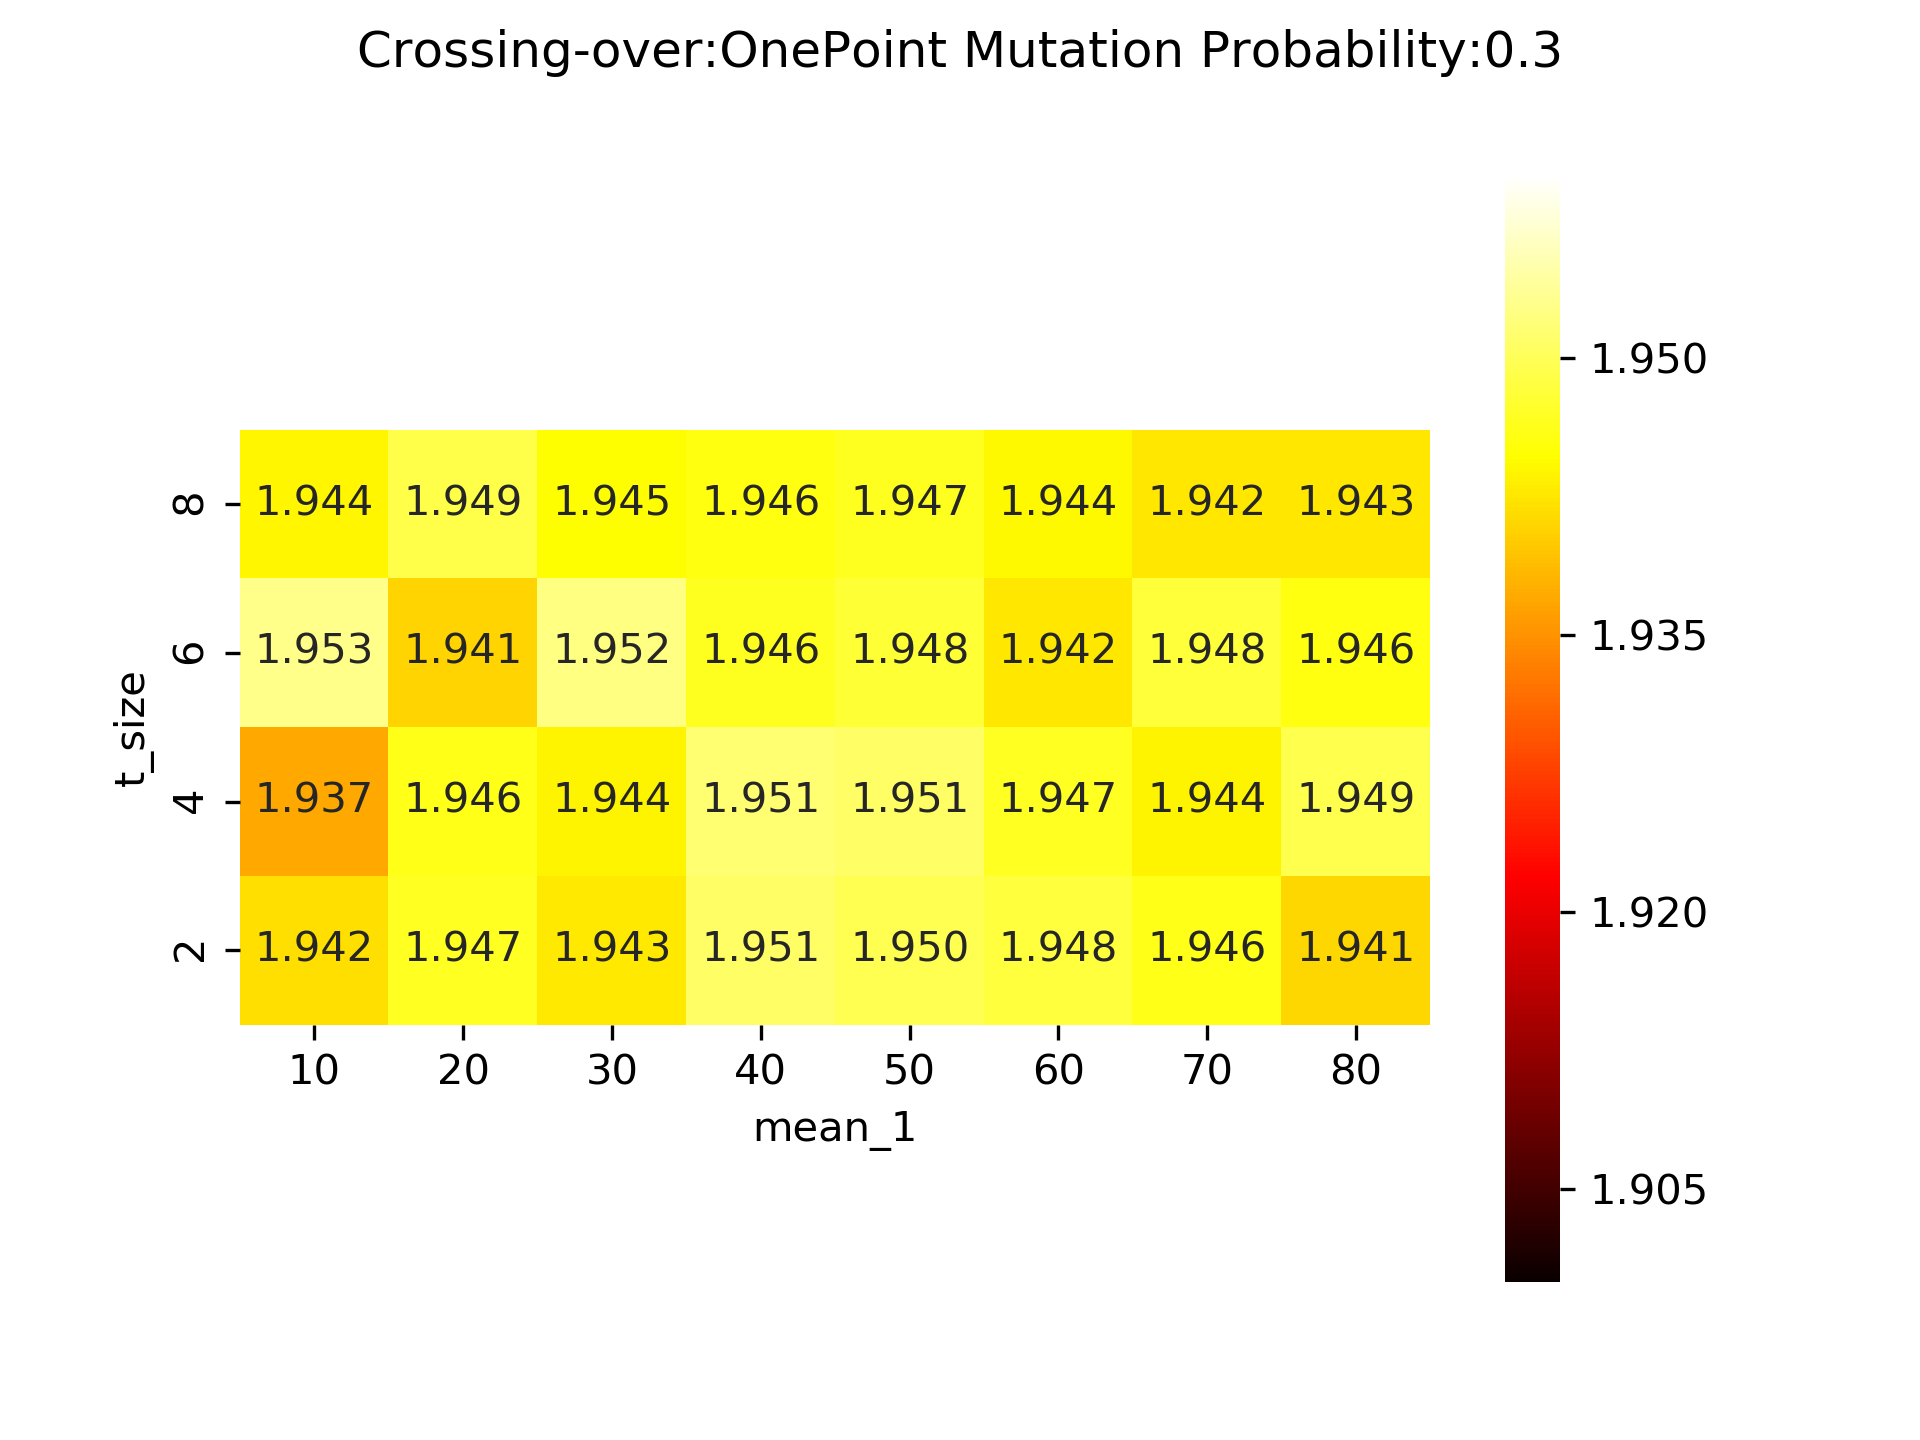 Crossing-over:OnePoint Mutation Probability:0.3
1.950
1.935
1.920
1.905
t_size
8 1.944 1.949 1.945 1.946 1.947 1.944 1.942 1.943
6 1.953 1.941 1.952 1.946 1.948 1.942 1.948 1.946
4 1.937 1.946 1.944 1.951 1.951 1.947 1.944 1.949
2 1.942 1.947 1.943 1.951 1.950 1.948 1.946 1.941
10 20 30 40 50 60 70 80
mean_1